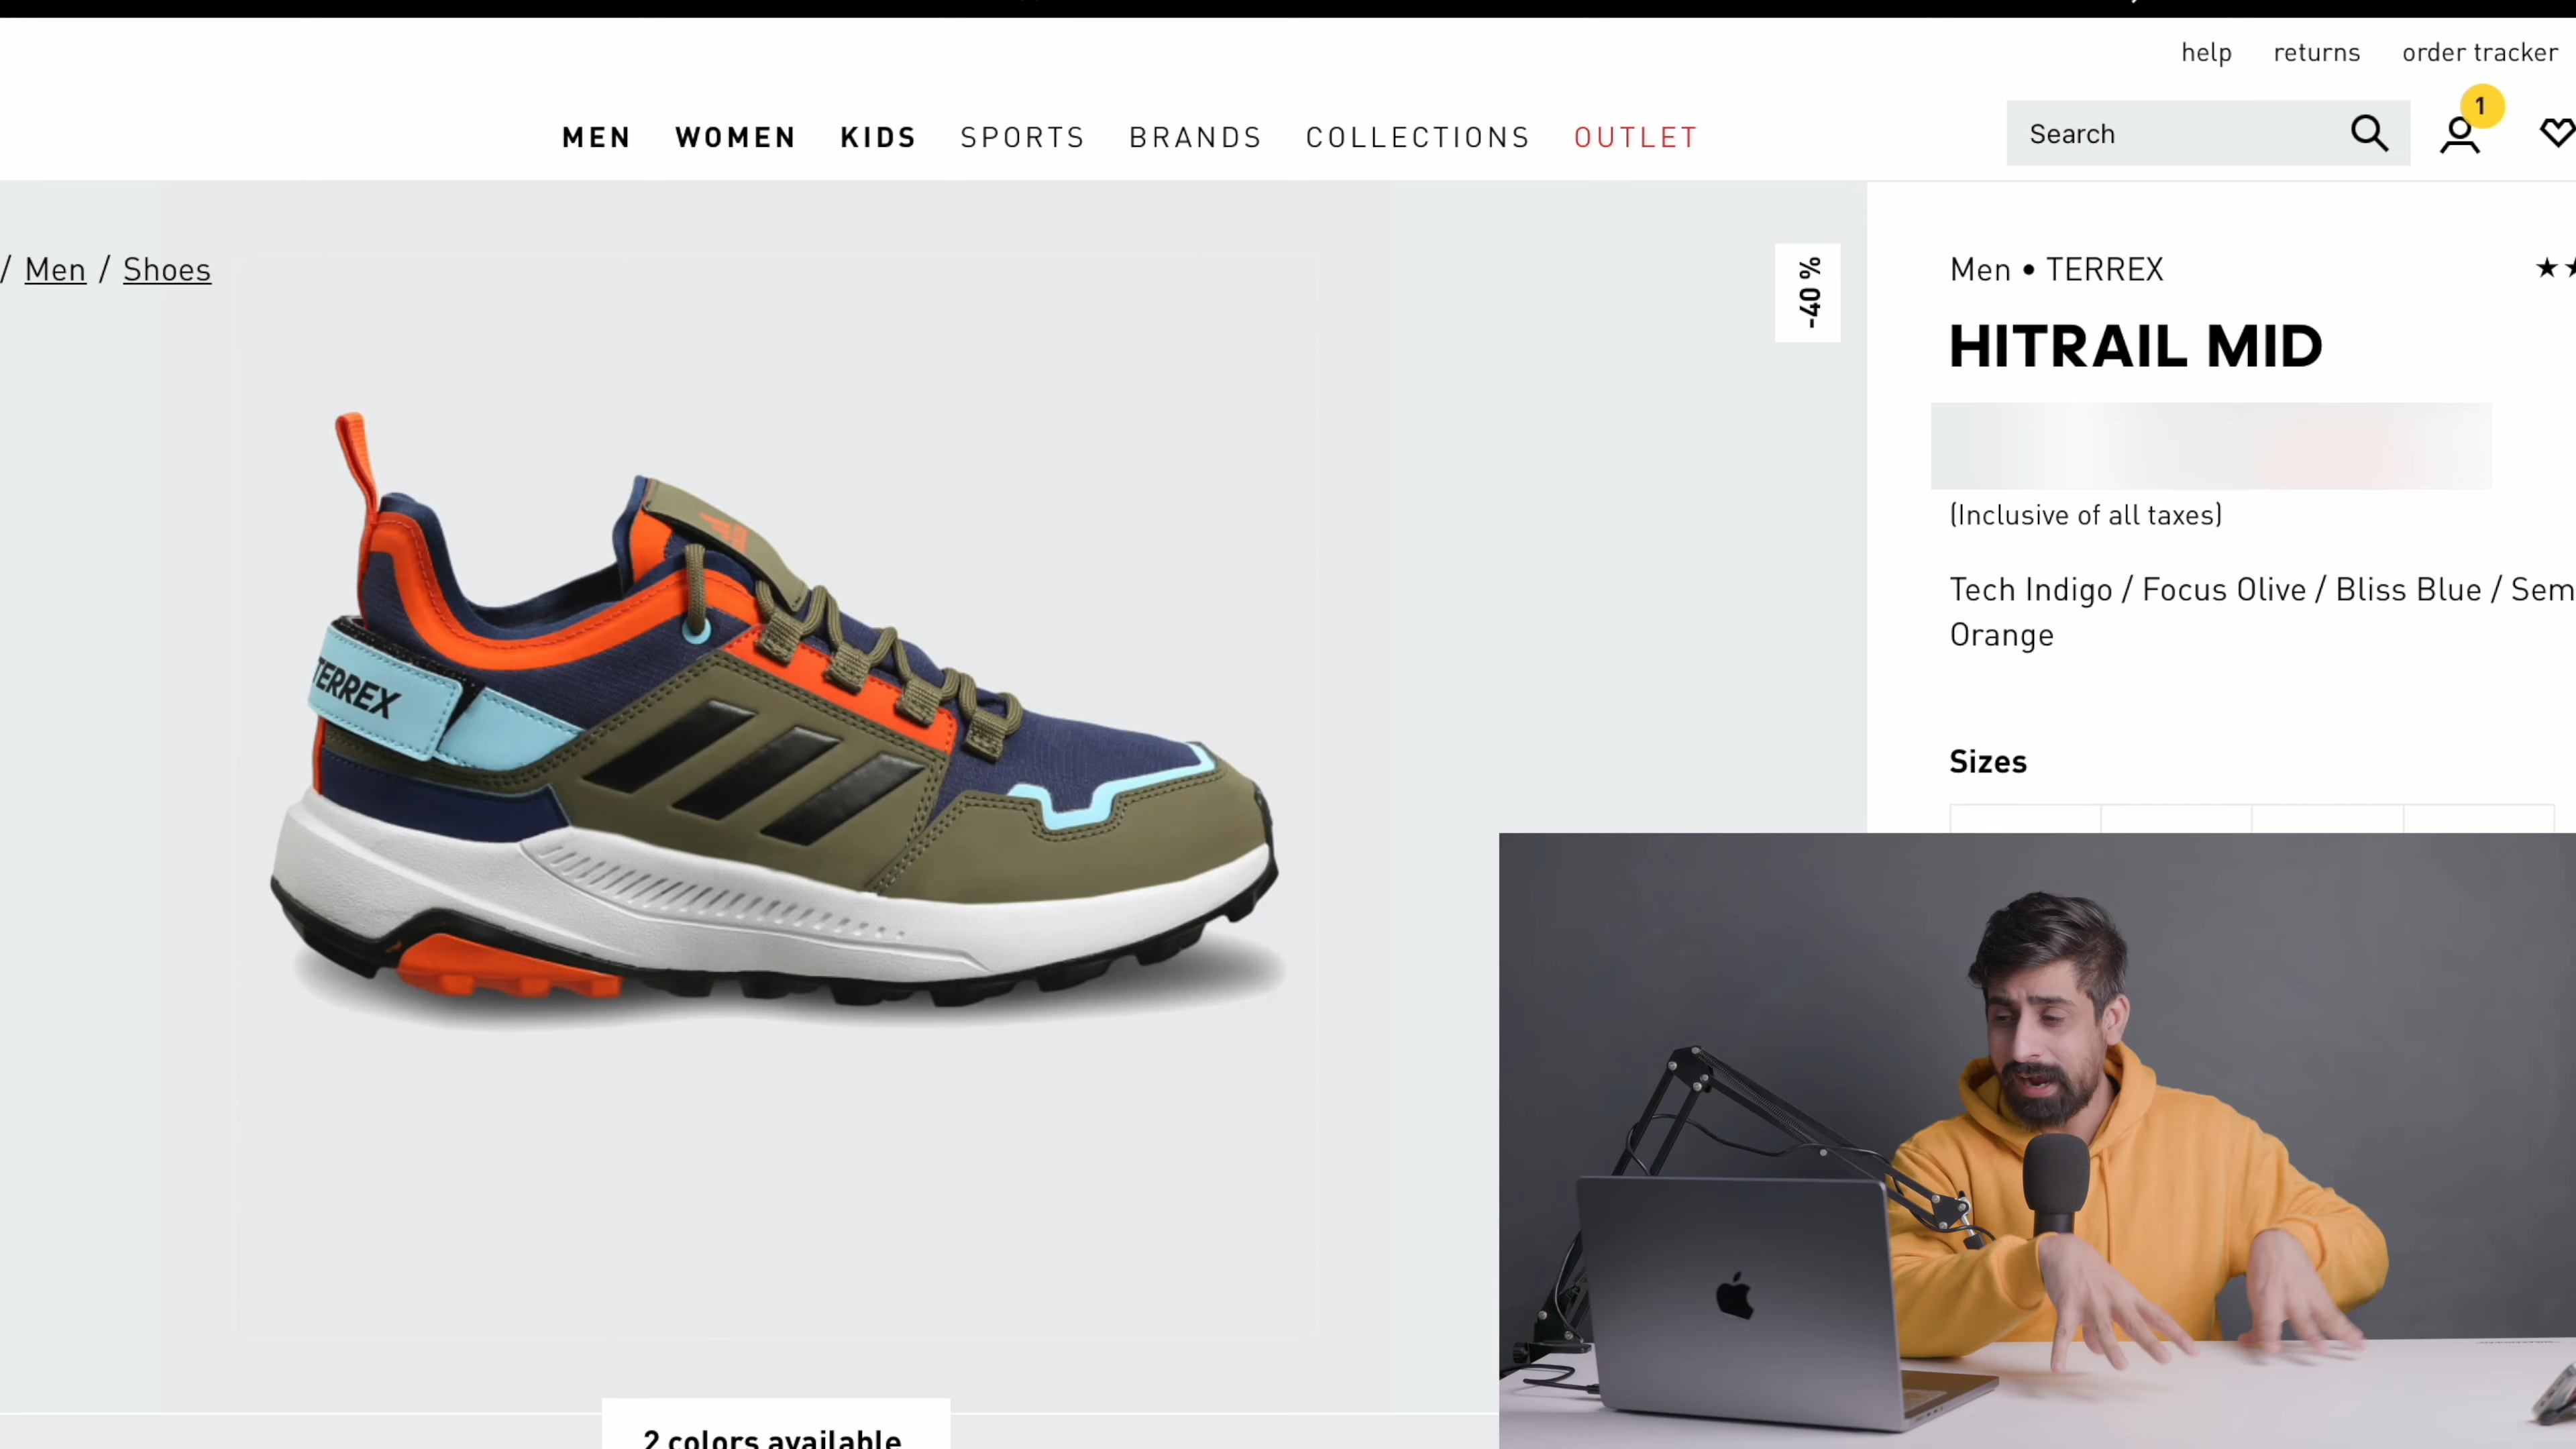 help returns order tracker
MEN WOMEN KIDS SPORTS BRANDS COLLECTIONS OUTLET
Search
1
/ Men / Shoes
-40 %
Men • TERREX
HITRAIL MID
(Inclusive of all taxes)
Tech Indigo / Focus Olive / Bliss Blue / Sem
Orange
Sizes
TERREX
2 colors available